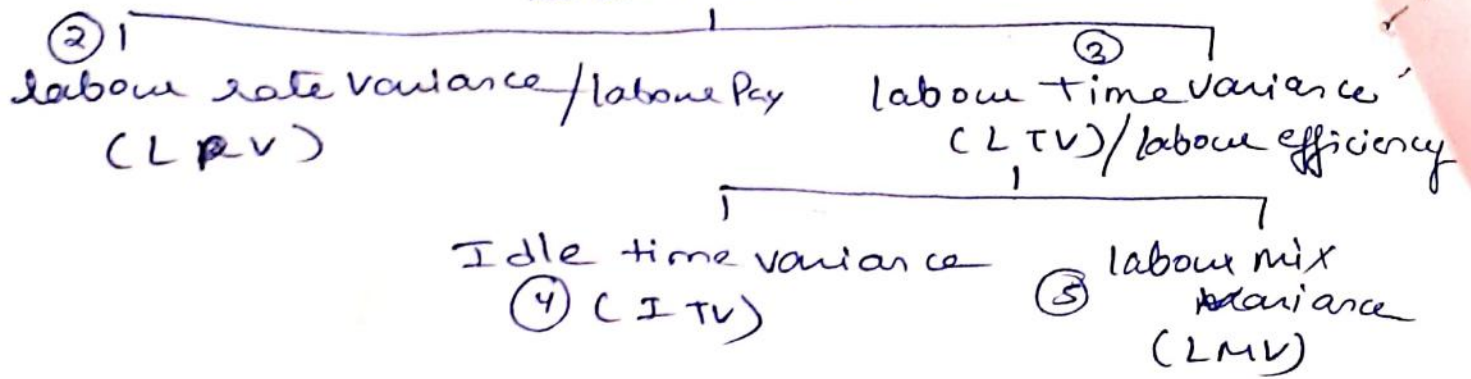 ②
labour rate variance/labour Pay
(LRV)
③
labour time variance
(LTV)/labour efficiency
Idle time variance
④ (ITV)
⑤ labour mix
variance
(LMV)